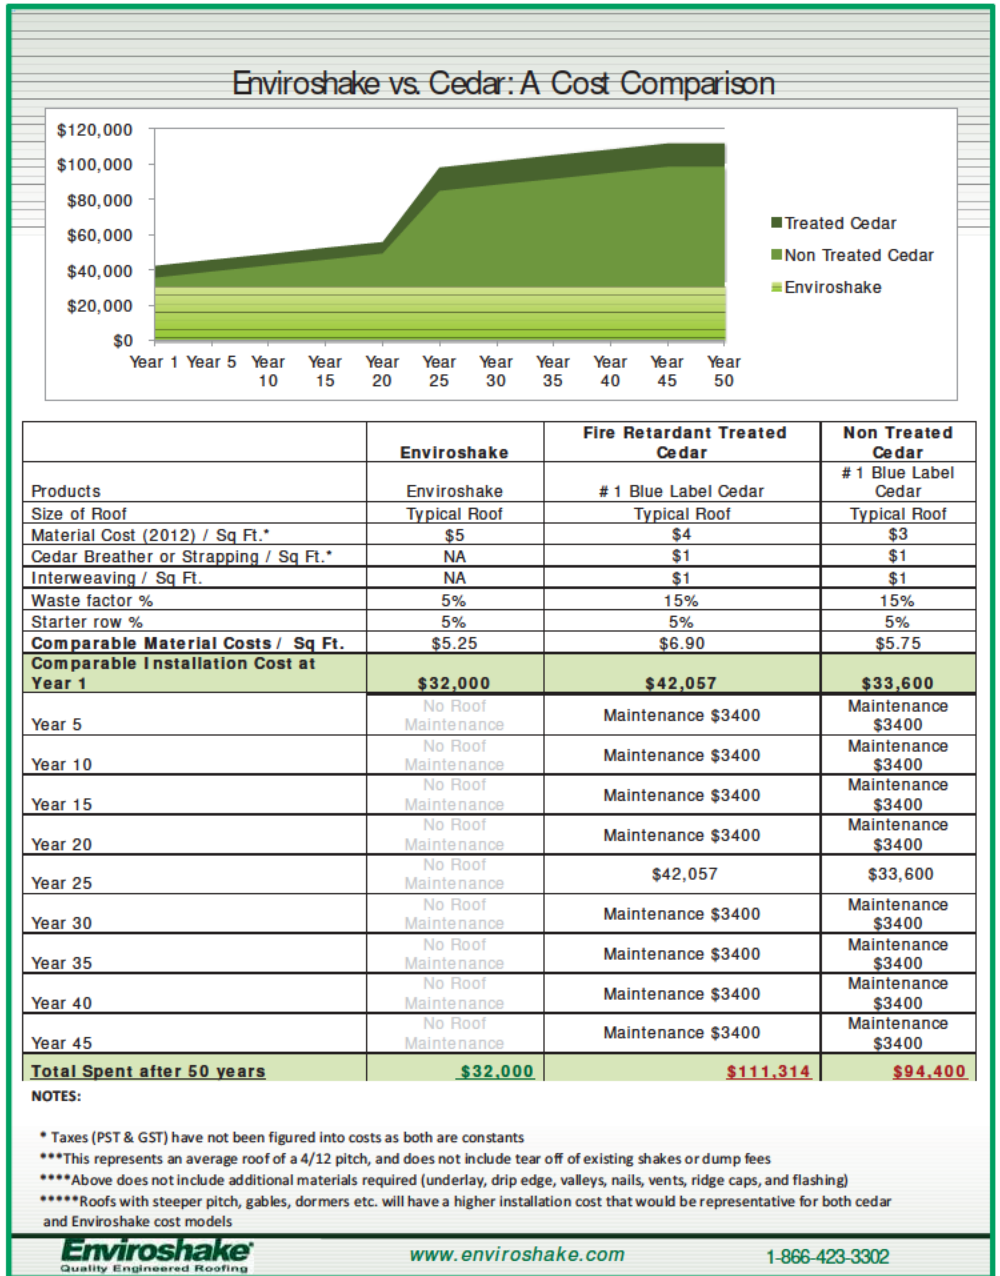 Enviroshake vs. Cedar: A Cost Comparison
$120,000
$100,000
$80,000
$60,000
$40,000
$20,000
$0
Year 1 Year 5 Year 10 Year 15 Year 20 Year 25 Year 30 Year 35 Year 40 Year 45 Year 50
Treated Cedar
Non Treated Cedar
Enviroshake
Enviroshake Fire Retardant Treated Cedar Non Treated Cedar
Products Enviroshake # 1 Blue Label Cedar # 1 Blue Label Cedar
Size of Roof Typical Roof Typical Roof Typical Roof
Material Cost (2012) / Sq Ft.* $5 $4 $3
Cedar Breather or Strapping / Sq Ft.* NA $1 $1
Interweaving / Sq Ft. NA $1 $1
Waste factor % 5% 15% 15%
Starter row % 5% 5% 5%
Comparable Material Costs / Sq Ft. $5.25 $6.90 $5.75
Comparable Installation Cost at Year 1 $32,000 $42,057 $33,600
Year 5 No Roof Maintenance Maintenance $3400 Maintenance $3400
Year 10 No Roof Maintenance Maintenance $3400 Maintenance $3400
Year 15 No Roof Maintenance Maintenance $3400 Maintenance $3400
Year 20 No Roof Maintenance Maintenance $3400 Maintenance $3400
Year 25 No Roof Maintenance $42,057 $33,600
Year 30 No Roof Maintenance Maintenance $3400 Maintenance $3400
Year 35 No Roof Maintenance Maintenance $3400 Maintenance $3400
Year 40 No Roof Maintenance Maintenance $3400 Maintenance $3400
Year 45 No Roof Maintenance Maintenance $3400 Maintenance $3400
Total Spent after 50 years $32,000 $111,314 $94,400
NOTES:
* Taxes (PST & GST) have not been figured into costs as both are constants
***This represents an average roof of a 4/12 pitch, and does not include tear off of existing shakes or dump fees
****Above does not include additional materials required (underlay, drip edge, valleys, nails, vents, ridge caps, and flashing)
*****Roofs with steeper pitch, gables, dormers etc. will have a higher installation cost that would be representative for both cedar
and Enviroshake cost models
Enviroshake
Quality Engineered Roofing
www.enviroshake.com
1-866-423-3302